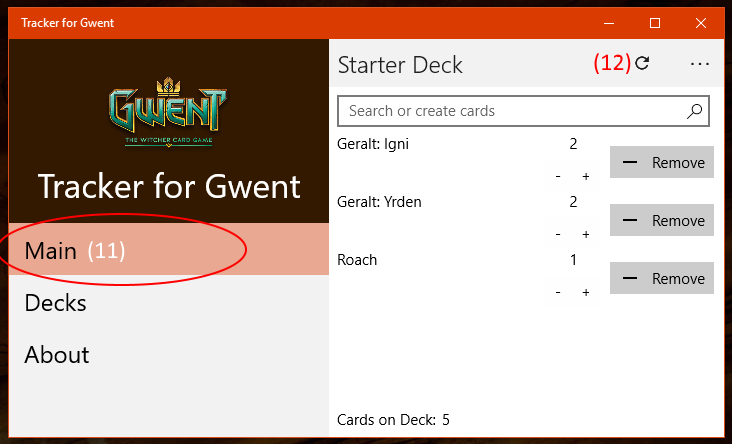 Tracker for Gwent
GWENT
THE WITCHER CARD GAME
Tracker for Gwent
Main (11)
Decks
About
Starter Deck (12)
Search or create cards
Geralt: Igni 2
- + Remove
Geralt: Yrden 2
- + Remove
Roach 1
- + Remove
Cards on Deck: 5